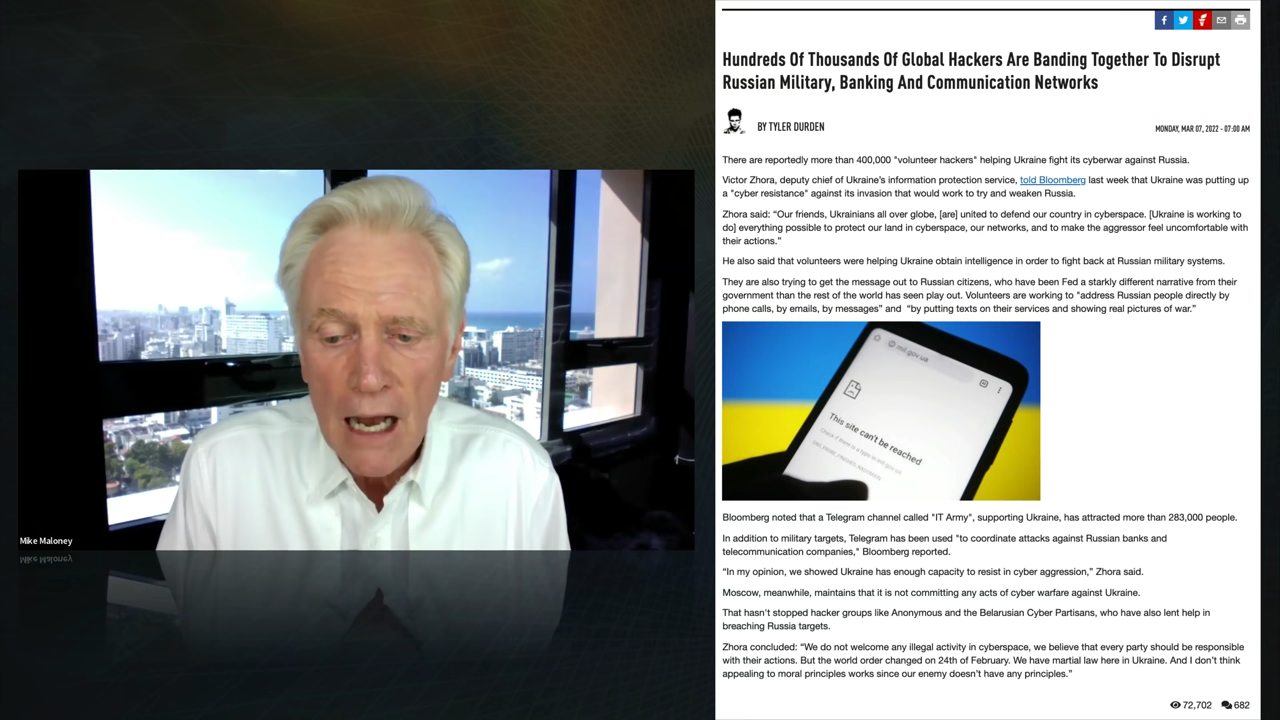 Hundreds Of Thousands Of Global Hackers Are Banding Together To Disrupt
Russian Military, Banking And Communication Networks
BY TYLER DURDEN
MONDAY, MAR 07, 2022 - 07:00 AM
There are reportedly more than 400,000 "volunteer hackers" helping Ukraine fight its cyberwar against Russia.
Victor Zhora, deputy chief of Ukraine's information protection service, told Bloomberg last week that Ukraine was putting up
a "cyber resistance" against its invasion that would work to try and weaken Russia.
Zhora said: “Our friends, Ukrainians all over globe, [are] united to defend our country in cyberspace. [Ukraine is working to
do] everything possible to protect our land in cyberspace, our networks, and to make the aggressor feel uncomfortable with
their actions.”
He also said that volunteers were helping Ukraine obtain intelligence in order to fight back at Russian military systems.
They are also trying to get the message out to Russian citizens, who have been Fed a starkly different narrative from their
government than the rest of the world has seen play out. Volunteers are working to "address Russian people directly by
phone calls, by emails, by messages” and “by putting texts on their services and showing real pictures of war.”
mil.gov.ua
This site can't be reached
Check if there is a typo in mil.gov.ua
Bloomberg noted that a Telegram channel called "IT Army", supporting Ukraine, has attracted more than 283,000 people.
In addition to military targets, Telegram has been used "to coordinate attacks against Russian banks and
telecommunication companies," Bloomberg reported.
“In my opinion, we showed Ukraine has enough capacity to resist in cyber aggression,” Zhora said.
Moscow, meanwhile, maintains that it is not committing any acts of cyber warfare against Ukraine.
That hasn't stopped hacker groups like Anonymous and the Belarusian Cyber Partisans, who have also lent help in
breaching Russia targets.
Zhora concluded: “We do not welcome any illegal activity in cyberspace, we believe that every party should be responsible
with their actions. But the world order changed on 24th of February. We have martial law here in Ukraine. And I don’t think
appealing to moral principles works since our enemy doesn’t have any principles.”
72,702 682
Mike Maloney